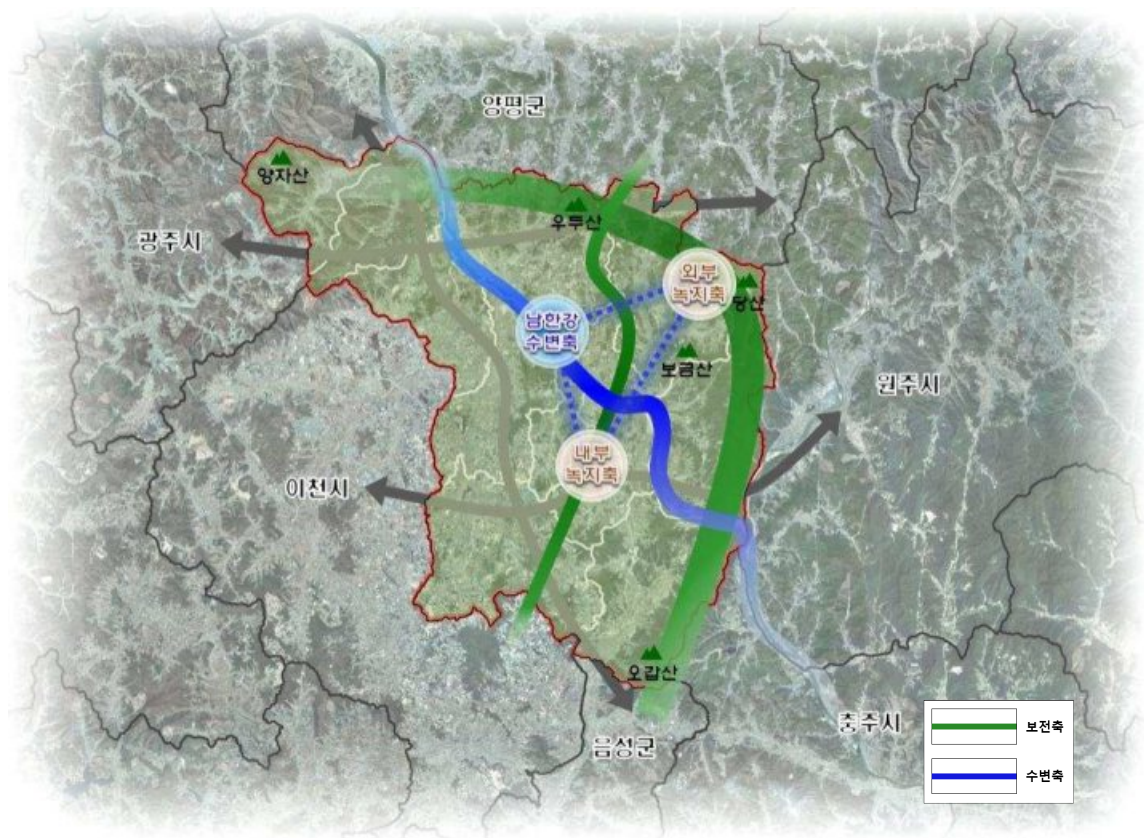 양평군
양자산
우두산
광주시
외부
녹지축
당산
남한강
수변축
보금산
원주시
내부
녹지축
이천시
오갑산
충주시
음성군
보전축
수변축